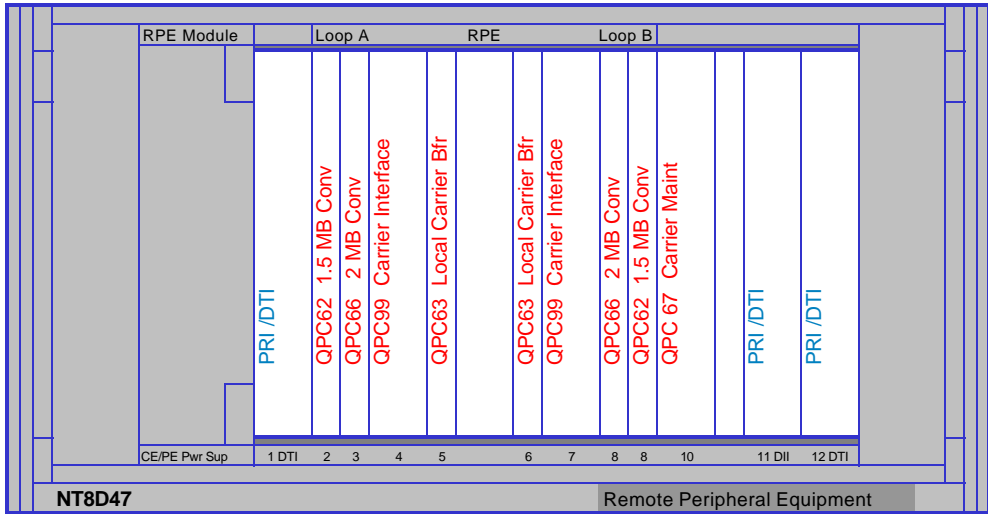 RPE Module Loop A RPE Loop B
PRI /DTI
QPC62 1.5 MB Conv
QPC66 2 MB Conv
QPC99 Carrier Interface
QPC63 Local Carrier Bfr
QPC63 Local Carrier Bfr
QPC99 Carrier Interface
QPC66 2 MB Conv
QPC62 1.5 MB Conv
QPC 67 Carrier Maint
PRI /DTI
PRI /DTI
CE/PE Pwr Sup 1 DTI 2 3 4 5 6 7 8 8 10 11 DII 12 DTI
NT8D47 Remote Peripheral Equipment